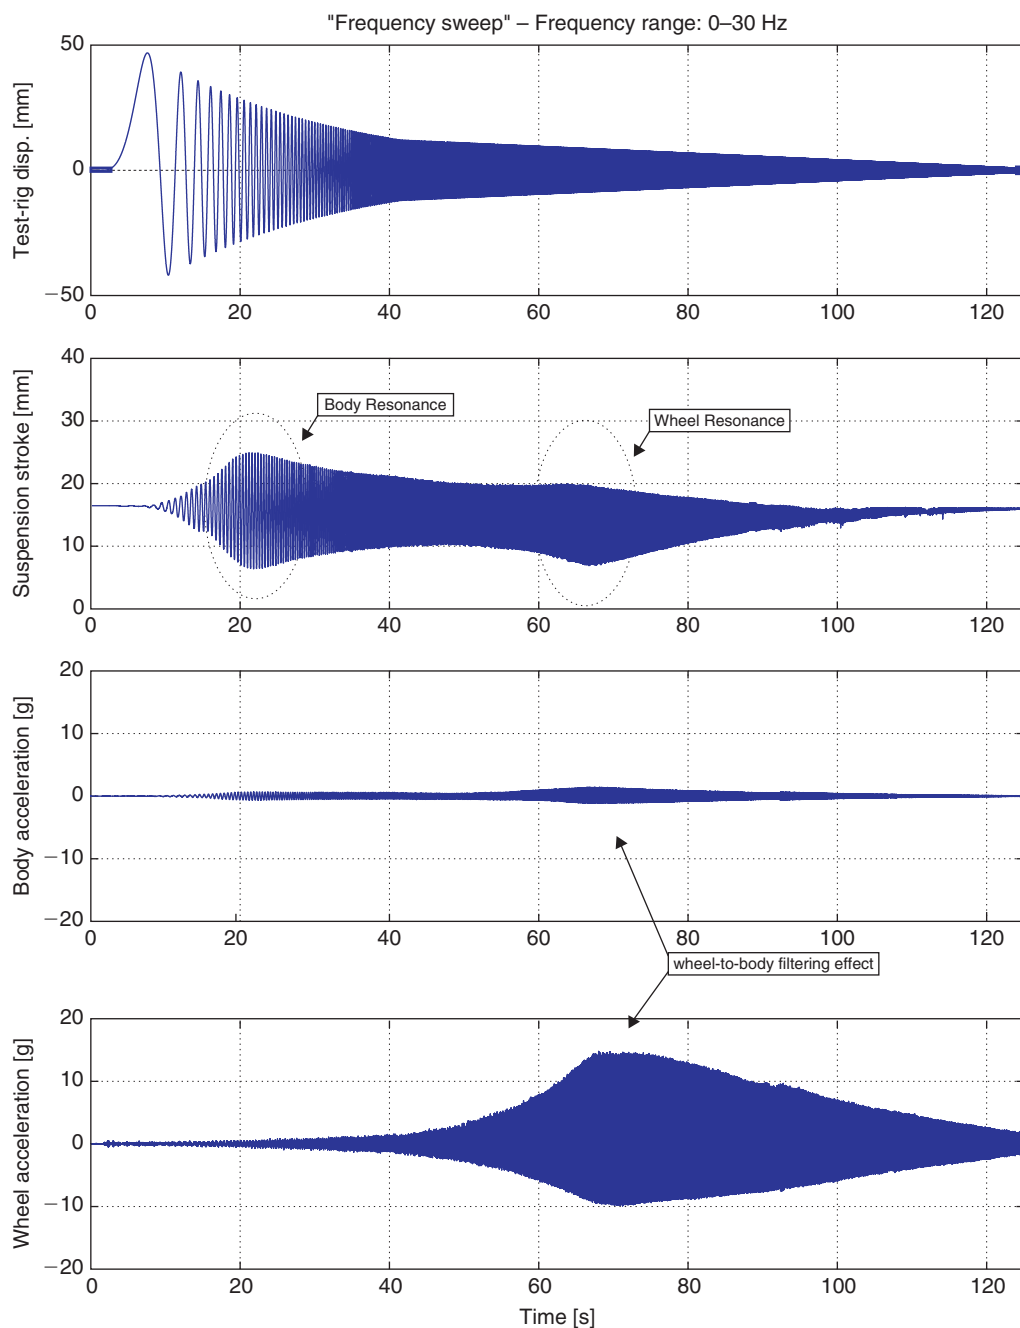 "Frequency sweep" – Frequency range: 0–30 Hz
50
0
−50
Test-rig disp. [mm]
0 20 40 60 80 100 120
40
30
20
10
0
Suspension stroke [mm]
Body Resonance
Wheel Resonance
0 20 40 60 80 100 120
20
10
0
−10
−20
Body acceleration [g]
0 20 40 60 80 100 120
wheel-to-body filtering effect
20
10
0
−10
−20
Wheel acceleration [g]
0 20 40 60 80 100 120
Time [s]